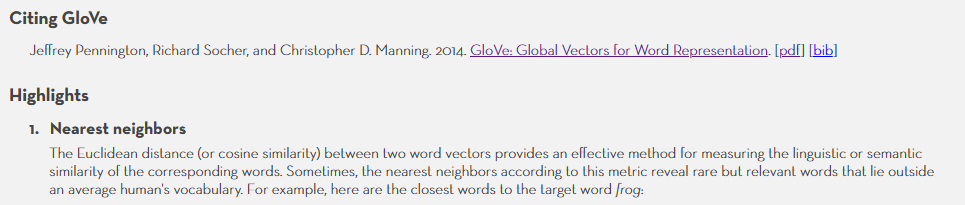 Citing GloVe
Jeffrey Pennington, Richard Socher, and Christopher D. Manning. 2014. GloVe: Global Vectors for Word Representation. [pdf] [bib]
Highlights
1. Nearest neighbors
The Euclidean distance (or cosine similarity) between two word vectors provides an effective method for measuring the linguistic or semantic
similarity of the corresponding words. Sometimes, the nearest neighbors according to this metric reveal rare but relevant words that lie outside
an average human's vocabulary. For example, here are the closest words to the target word frog: